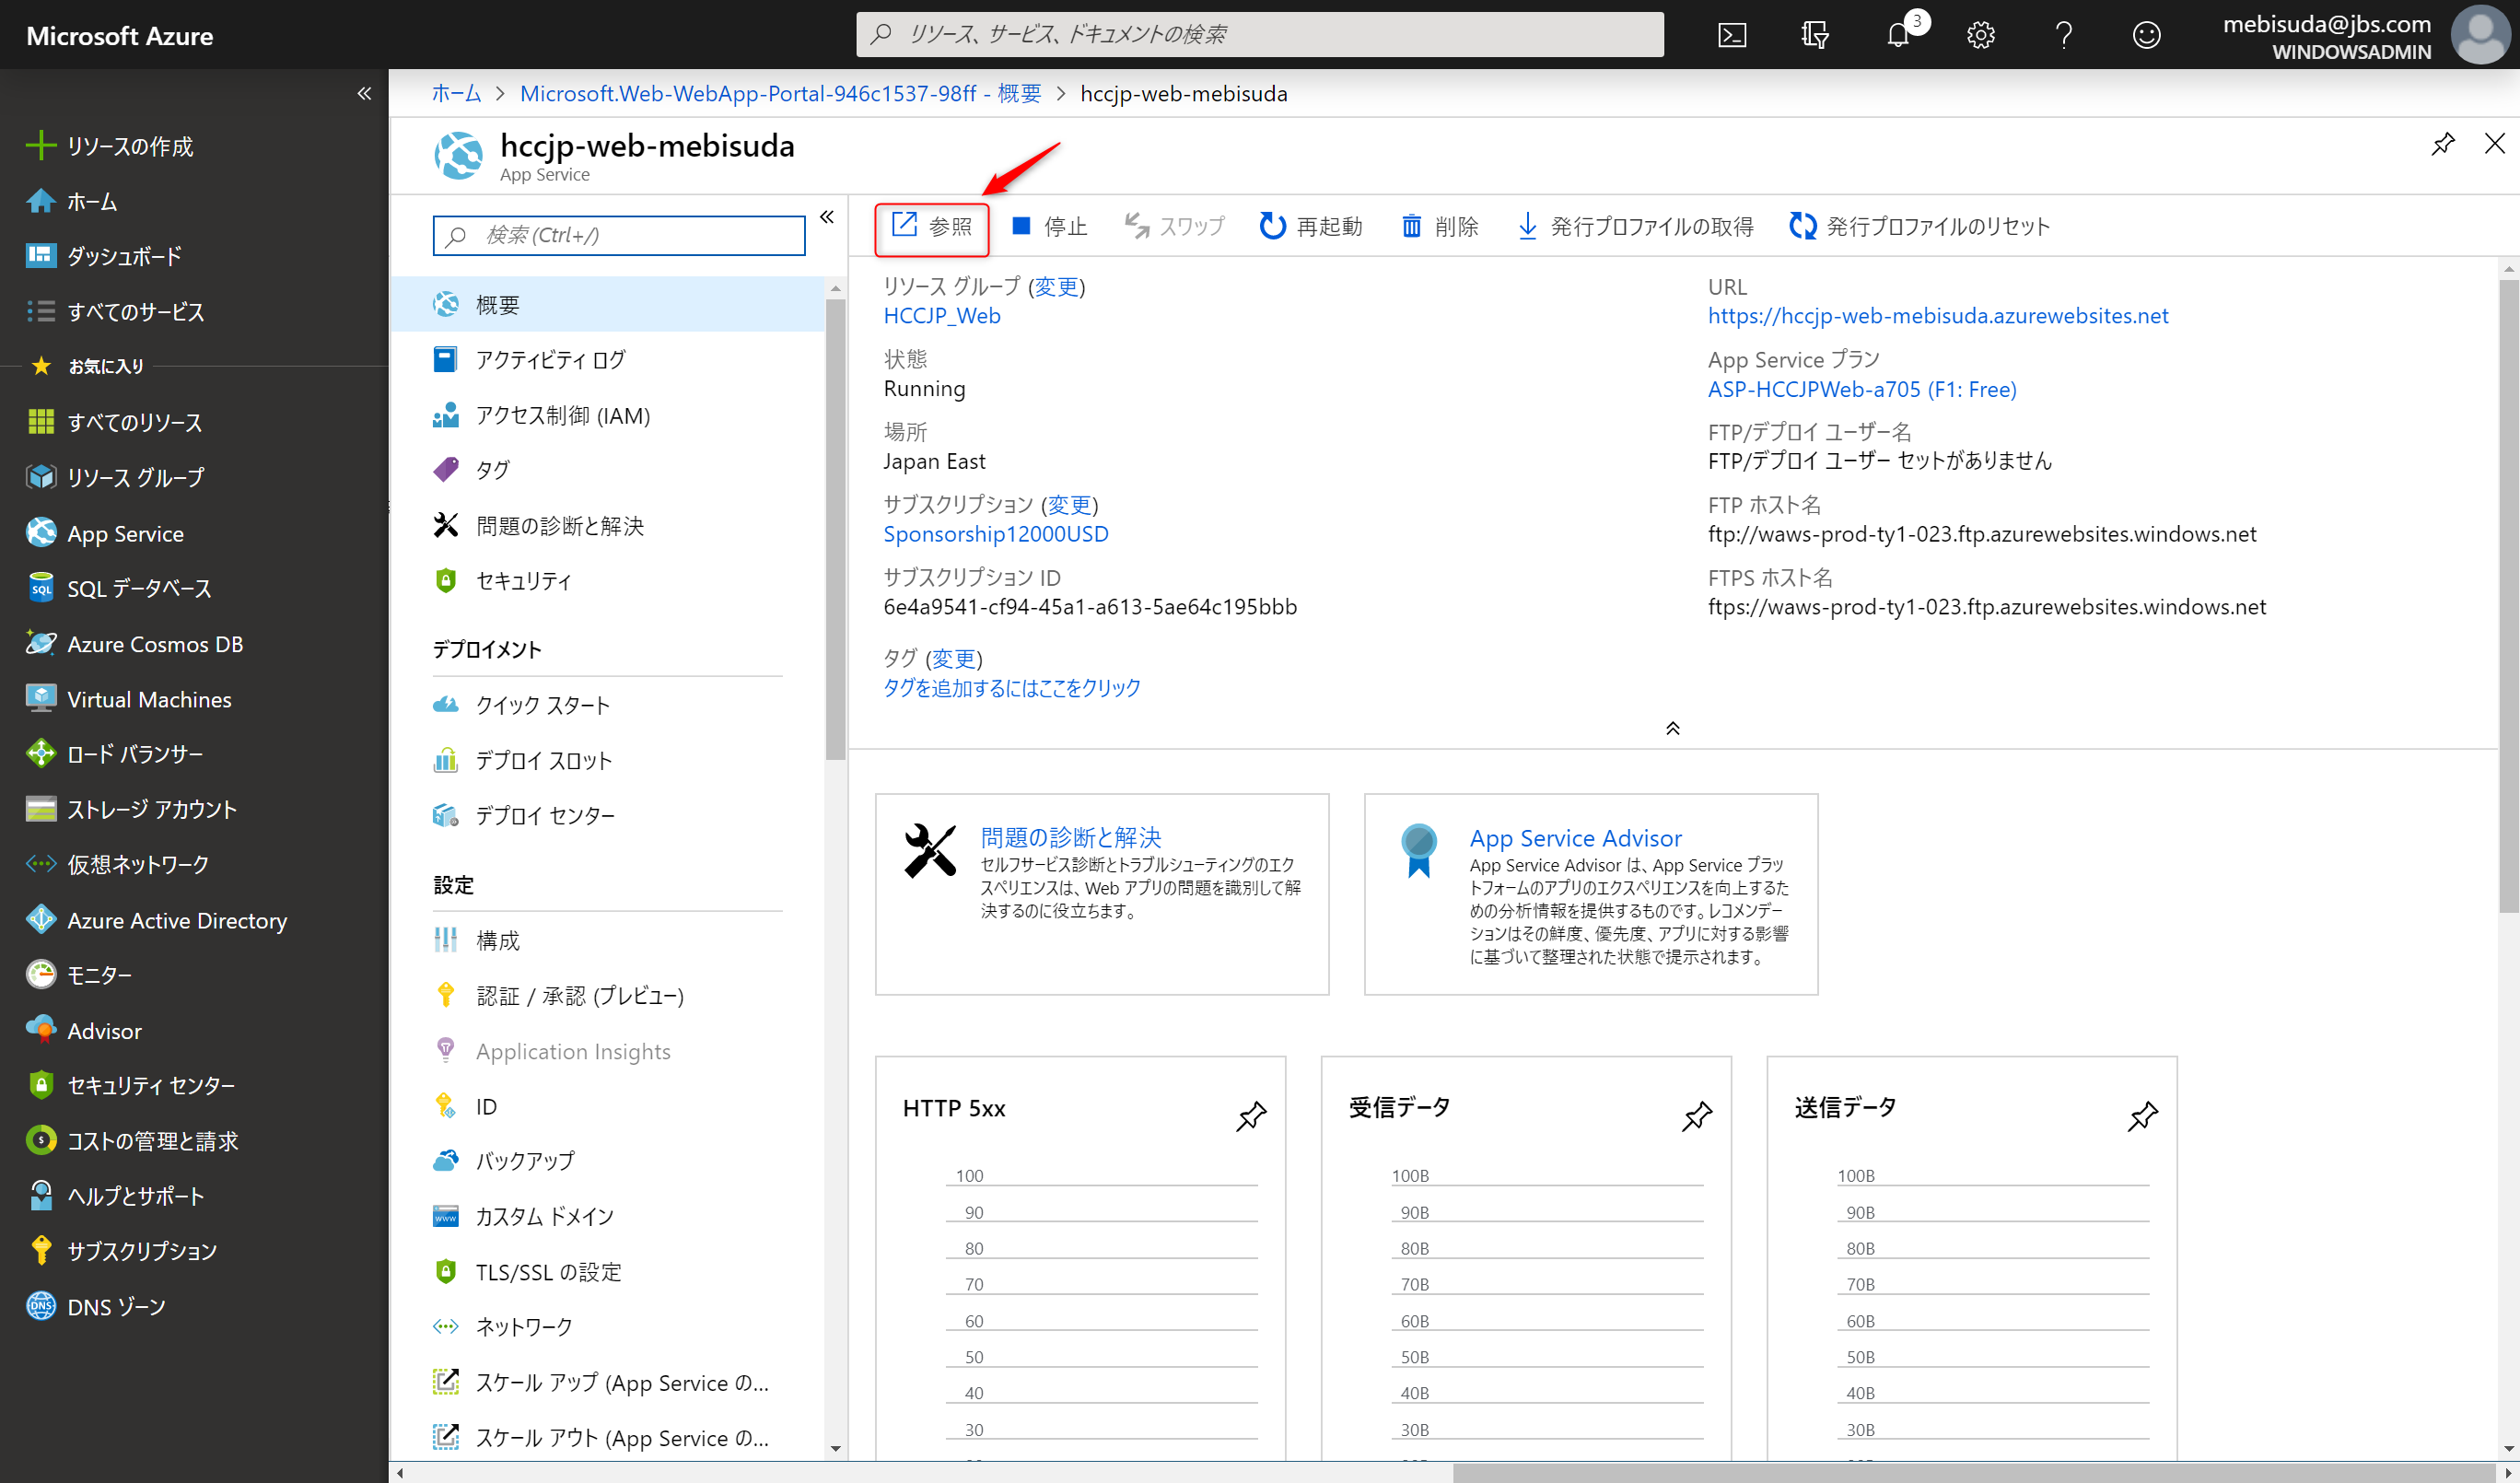 Microsoft Azure
リソース、サービス、ドキュメントの検索
3
mebisuda@jbs.com
WINDOWSADMIN
リソースの作成
ホーム
ダッシュボード
すべてのサービス
お気に入り
すべてのリソース
リソース グループ
App Service
SQL データベース
Azure Cosmos DB
Virtual Machines
ロード バランサー
ストレージ アカウント
仮想ネットワーク
Azure Active Directory
モニター
Advisor
セキュリティ センター
コストの管理と請求
ヘルプとサポート
サブスクリプション
DNS ゾーン
ホーム > Microsoft.Web-WebApp-Portal-946c1537-98ff - 概要 > hccjp-web-mebisuda
hccjp-web-mebisuda
App Service
検索 (Ctrl+/)
概要
アクティビティ ログ
アクセス制御 (IAM)
タグ
問題の診断と解決
セキュリティ
デプロイメント
クイック スタート
デプロイ スロット
デプロイ センター
設定
構成
認証 / 承認 (プレビュー)
Application Insights
ID
バックアップ
カスタム ドメイン
TLS/SSL の設定
ネットワーク
スケール アップ (App Service の...
スケール アウト (App Service の...
参照 停止 スワップ 再起動 削除 発行プロファイルの取得 発行プロファイルのリセット
リソース グループ (変更)
HCCJP_Web
状態
Running
場所
Japan East
サブスクリプション (変更)
Sponsorship12000USD
サブスクリプション ID
6e4a9541-cf94-45a1-a613-5ae64c195bbb
タグ (変更)
タグを追加するにはここをクリック
URL
https://hccjp-web-mebisuda.azurewebsites.net
App Service プラン
ASP-HCCJPWeb-a705 (F1: Free)
FTP/デプロイ ユーザー名
FTP/デプロイ ユーザー セットがありません
FTP ホスト名
ftp://waws-prod-ty1-023.ftp.azurewebsites.windows.net
FTPS ホスト名
ftps://waws-prod-ty1-023.ftp.azurewebsites.windows.net
問題の診断と解決
セルフサービス診断とトラブルシューティングのエク
スペリエンスは、Web アプリの問題を識別して解
決するのに役立ちます。
App Service Advisor
App Service Advisor は、App Service プラッ
トフォームのアプリのエクスペリエンスを向上するた
めの分析情報を提供するものです。レコメンデー
ションはその鮮度、優先度、アプリに対する影響
に基づいて整理された状態で提示されます。
HTTP 5xx
100
90
80
70
60
50
40
30
受信データ
100B
90B
80B
70B
60B
50B
40B
30B
送信データ
100B
90B
80B
70B
60B
50B
40B
30B